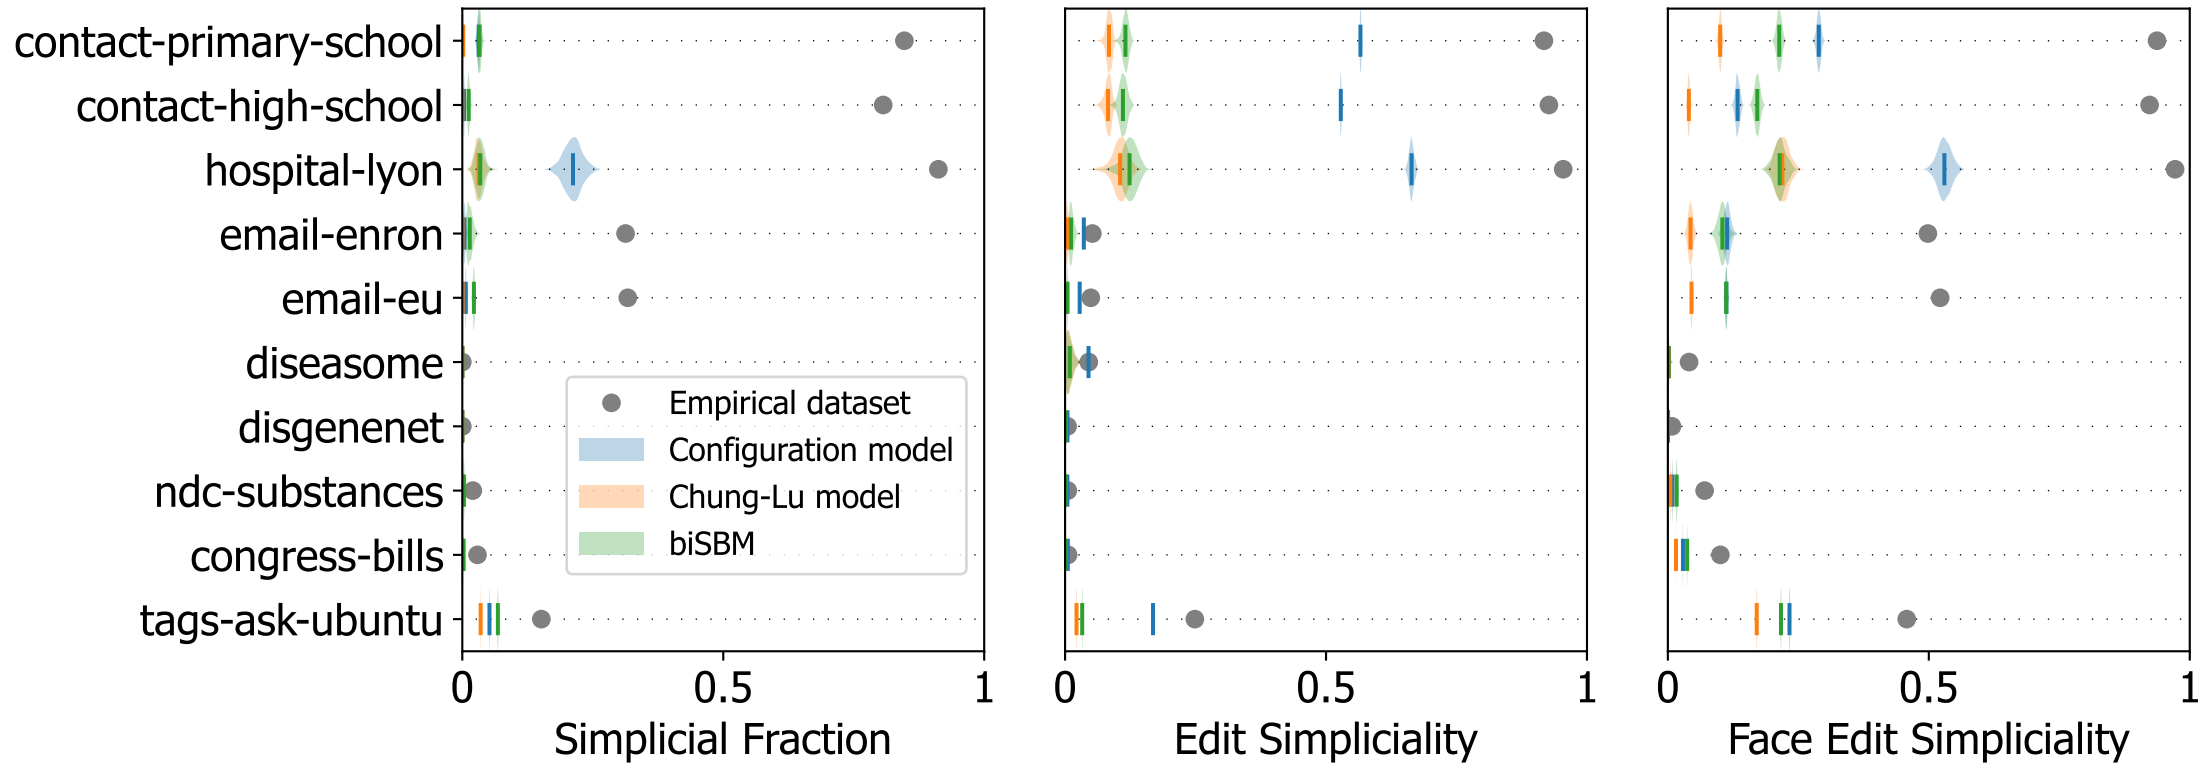 contact-primary-school
contact-high-school
hospital-lyon
email-enron
email-eu
diseasome
disgenenet
ndc-substances
congress-bills
tags-ask-ubuntu
Empirical dataset
Configuration model
Chung-Lu model
biSBM
0 0.5 1
Simplicial Fraction
0 0.5 1
Edit Simpliciality
0 0.5 1
Face Edit Simpliciality